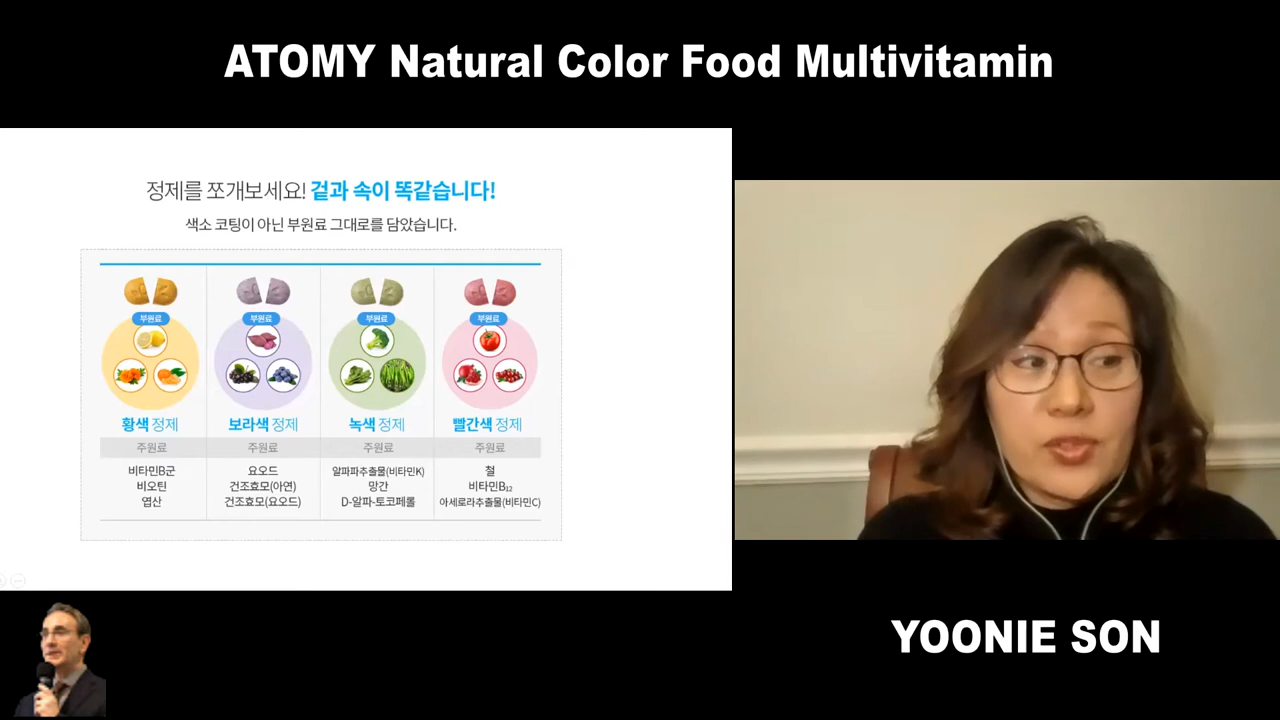 ATOMY Natural Color Food Multivitamin
정제를 쪼개보세요! 겉과 속이 똑같습니다!
색소 코팅이 아닌 부원료 그대로를 담았습니다.
부원료 부원료 부원료 부원료
황색 정제 보라색 정제 녹색 정제 빨간색 정제
주원료 주원료 주원료 주원료
비타민B군 요오드 알파파추출물(비타민K) 철
비오틴 건조효모(아연) 망간 비타민B₁₂
엽산 건조효모(요오드) D-알파-토코페롤 아세로라추출물(비타민C)
YOONIE SON